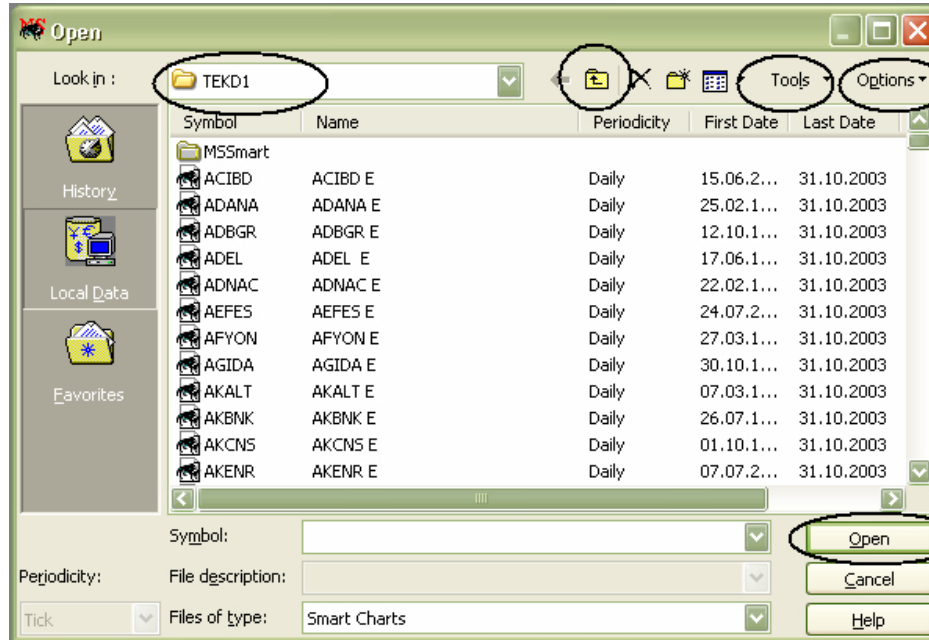 MS Open
Look in : TEKD1 Tools Options
Symbol Name Periodicity First Date Last Date
MSSmart
ACIBD ACIBD E Daily 15.06.2... 31.10.2003
ADANA ADANA E Daily 25.02.1... 31.10.2003
ADBGR ADBGR E Daily 12.10.1... 31.10.2003
ADEL ADEL E Daily 17.06.1... 31.10.2003
ADNAC ADNAC E Daily 22.02.1... 31.10.2003
AEFES AEFES E Daily 24.07.2... 31.10.2003
AFYON AFYON E Daily 27.03.1... 31.10.2003
AGIDA AGIDA E Daily 30.10.1... 31.10.2003
AKALT AKALT E Daily 07.03.1... 31.10.2003
AKBNK AKBNK E Daily 26.07.1... 31.10.2003
AKCNS AKCNS E Daily 01.10.1... 31.10.2003
AKENR AKENR E Daily 07.07.2... 31.10.2003
History
Local Data
Favorites
Symbol: Open
Periodicity: File description: Cancel
Tick Files of type: Smart Charts Help